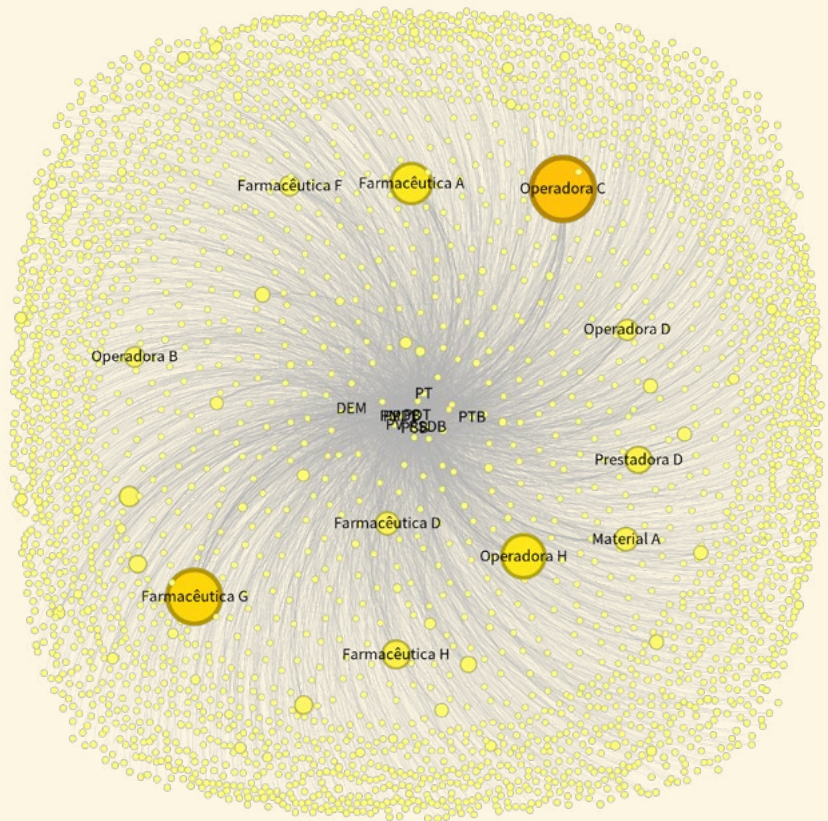 Farmacêutica F
Farmacêutica A
Operadora C
Operadora D
Operadora B
PT
DEM
PTB
Prestadora D
Farmacêutica D
Material A
Operadora H
Farmacêutica G
Farmacêutica H